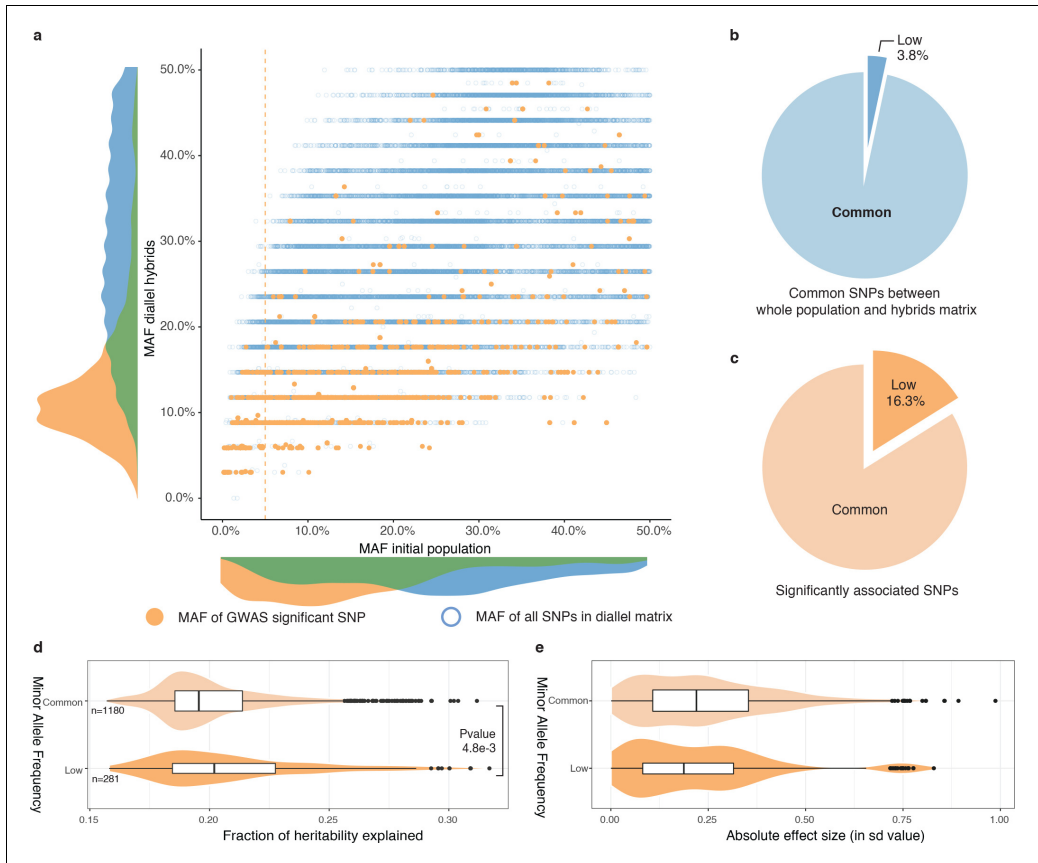 a
50.0%
40.0%
30.0%
20.0%
10.0%
0.0%
MAF diallel hybrids
0.0%
10.0%
20.0%
30.0%
40.0%
50.0%
MAF initial population
MAF of GWAS significant SNP
MAF of all SNPs in diallel matrix
b
Low
3.8%
Common
Common SNPs between
whole population and hybrids matrix
c
Low
16.3%
Common
Significantly associated SNPs
d
Minor Allele Frequency
Common
n=1180
Low
n=281
Pvalue
4.8e-3
0.15
0.20
0.25
0.30
Fraction of heritability explained
e
Minor Allele Frequency
Common
Low
0.00
0.25
0.50
0.75
1.00
Absolute effect size (in sd value)